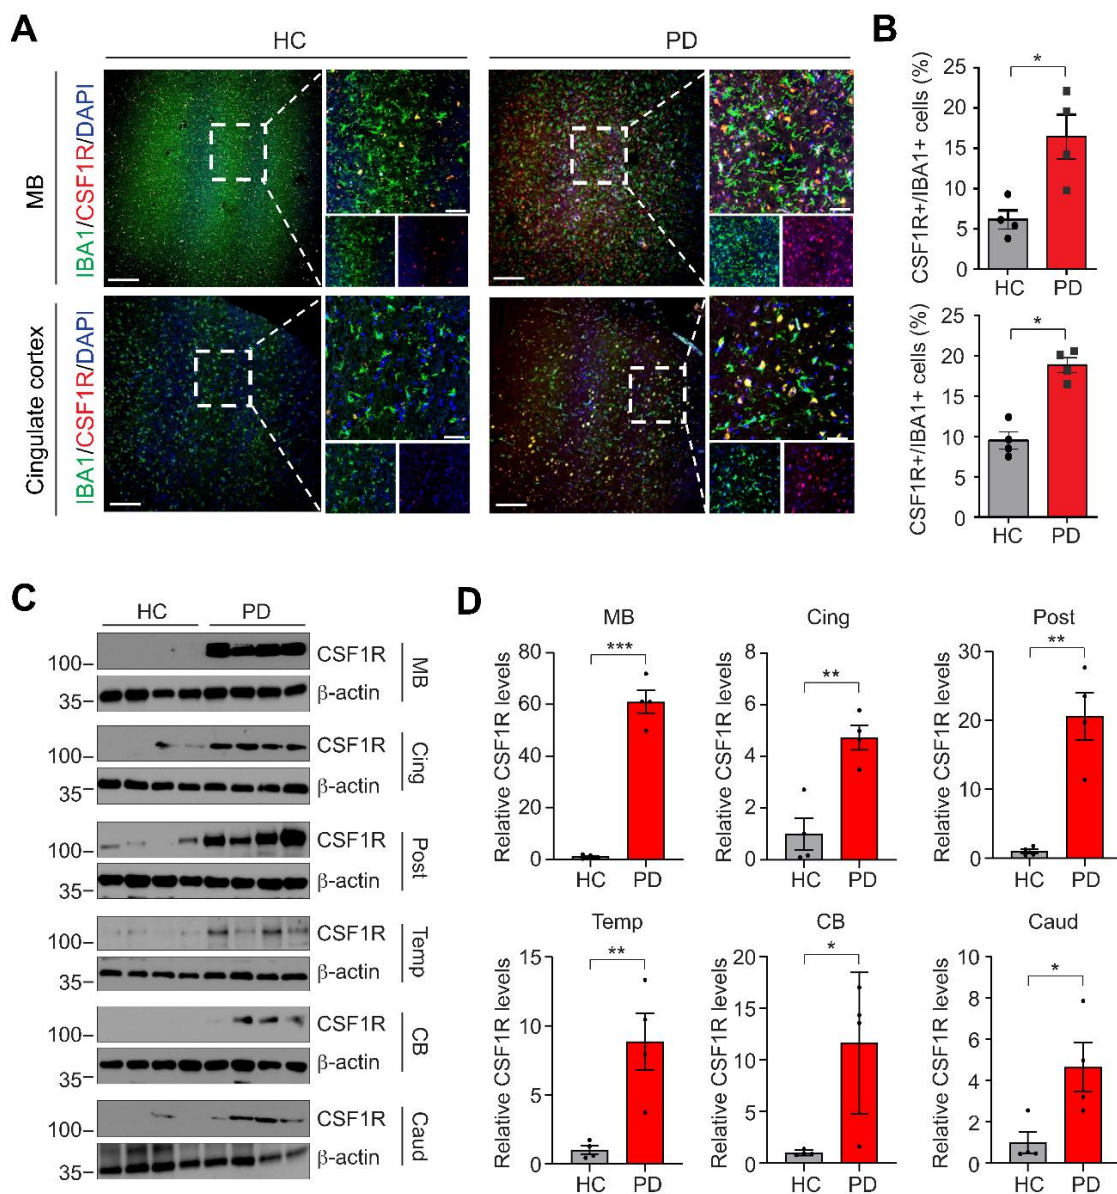 A
HC
PD
MB
IBA1/CSF1R/DAPI
Cingulate cortex
IBA1/CSF1R/DAPI
B
CSF1R+/IBA1+ cells (%)
25
20
15
10
5
0
*
HC
PD
CSF1R+/IBA1+ cells (%)
25
20
15
10
5
0
*
HC
PD
C
HC
PD
100–
CSF1R
35–
β-actin
MB
100–
CSF1R
35–
β-actin
Cing
100–
CSF1R
35–
β-actin
Post
100–
CSF1R
35–
β-actin
Temp
100–
CSF1R
35–
β-actin
CB
100–
CSF1R
35–
β-actin
Caud
D
MB
Relative CSF1R levels
80
60
40
20
0
***
HC
PD
Cing
Relative CSF1R levels
8
6
4
2
0
**
HC
PD
Post
Relative CSF1R levels
30
20
10
0
**
HC
PD
Temp
Relative CSF1R levels
15
10
5
0
**
HC
PD
CB
Relative CSF1R levels
20
15
10
5
0
*
HC
PD
Caud
Relative CSF1R levels
10
8
6
4
2
0
*
HC
PD